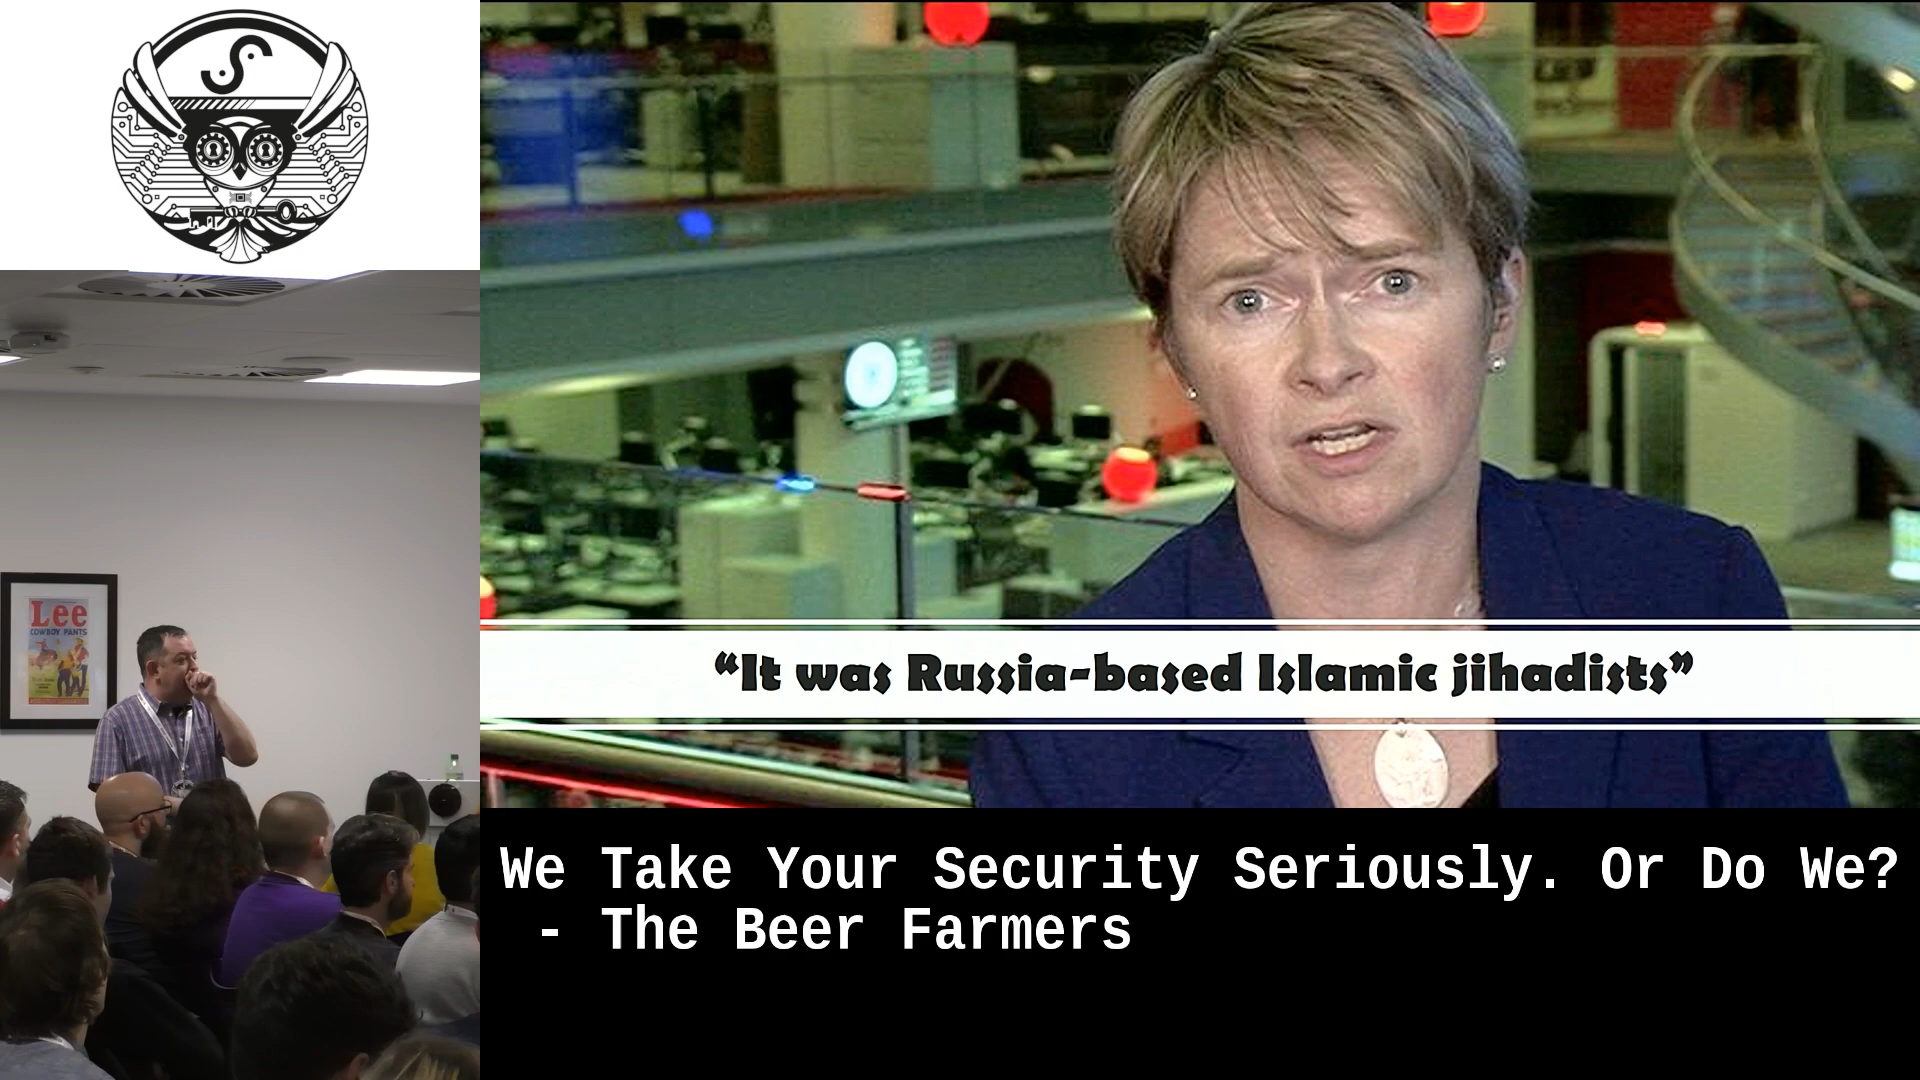 Lee
COWBOY PANTS
“It was Russia-based Islamic jihadists”
We Take Your Security Seriously. Or Do We?
- The Beer Farmers